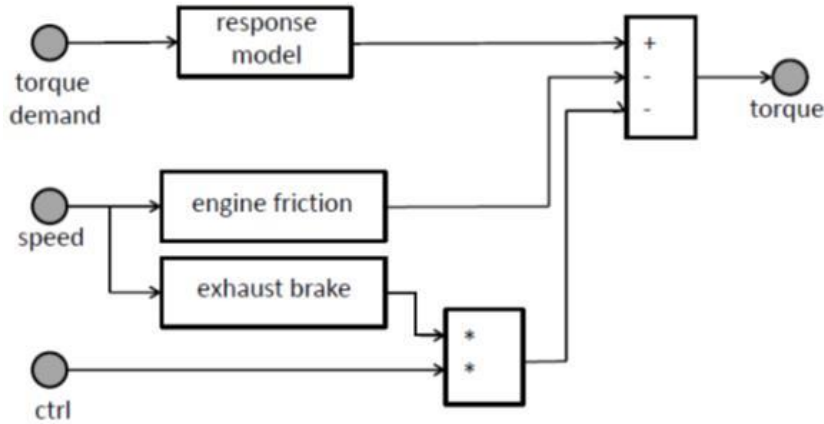 response
model
+
-
-
torque
demand
torque
engine friction
speed
exhaust brake
*
*
ctrl